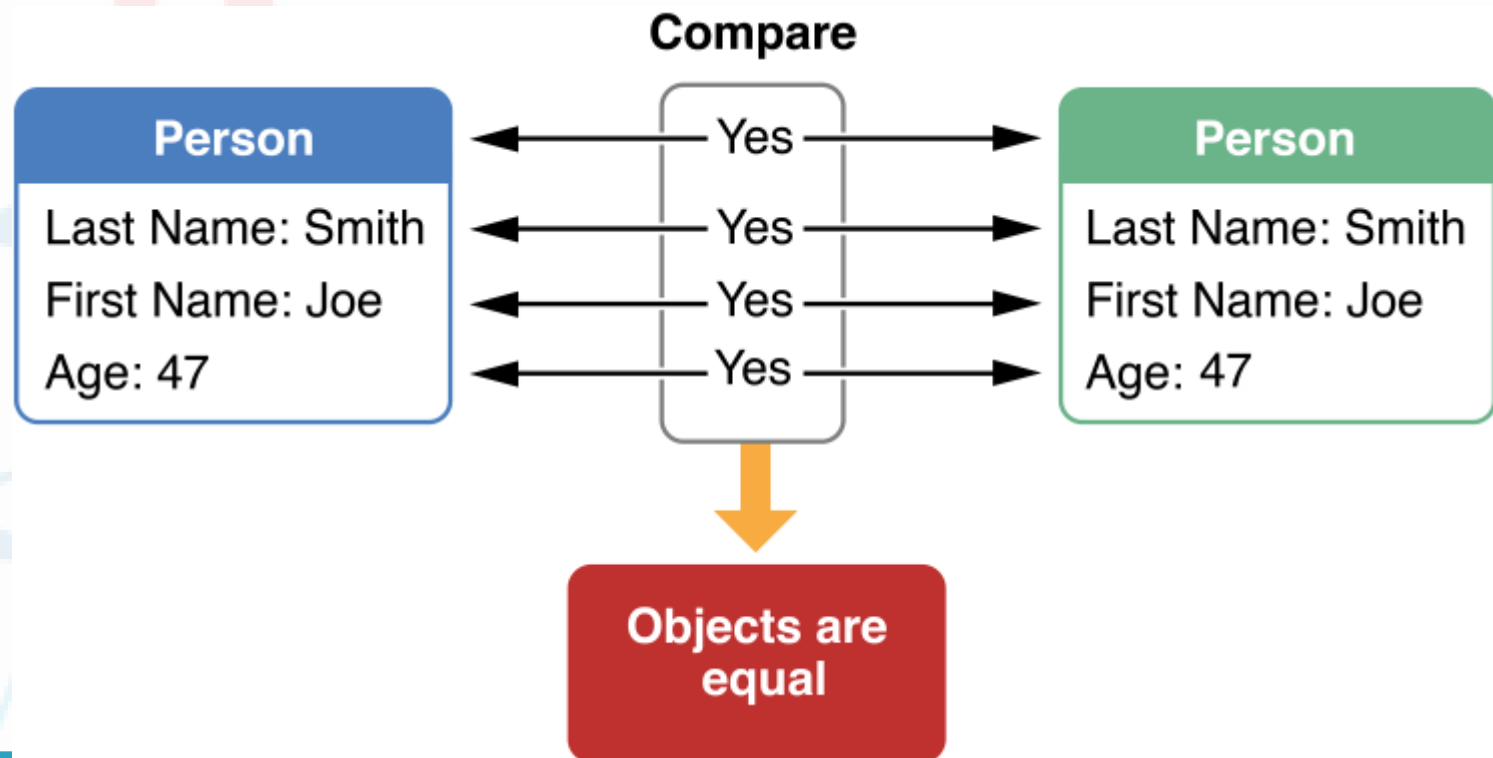 Compare
Person
Yes
Person
Last Name: Smith
Yes
Last Name: Smith
First Name: Joe
Yes
First Name: Joe
Age: 47
Yes
Age: 47
Objects are
equal